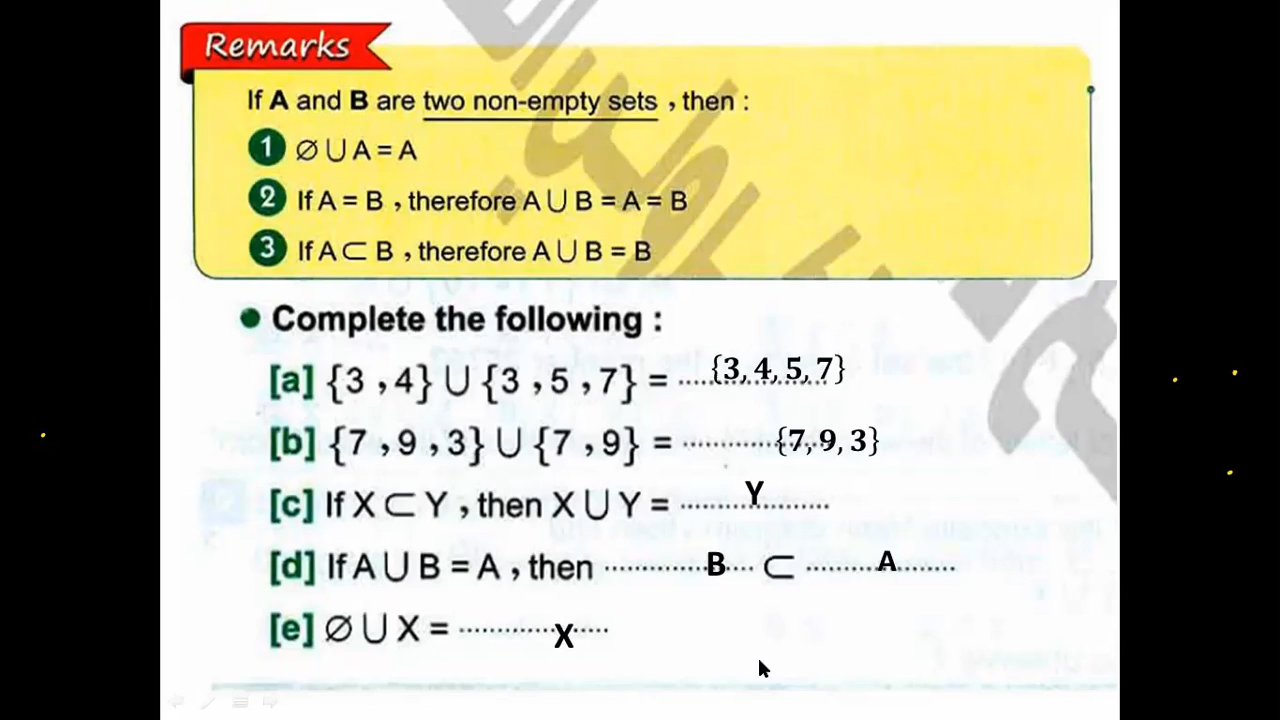 Remarks
If A and B are two non-empty sets , then :
1 ∅ ∪ A = A
2 If A = B , therefore A ∪ B = A = B
3 If A ⊂ B , therefore A ∪ B = B
Complete the following :
[a] {3 , 4} ∪ {3 , 5 , 7} = {3, 4, 5, 7}
[b] {7 , 9 , 3} ∪ {7 , 9} = {7, 9, 3}
[c] If X ⊂ Y , then X ∪ Y = Y
[d] If A ∪ B = A , then B ⊂ A
[e] ∅ ∪ X = X